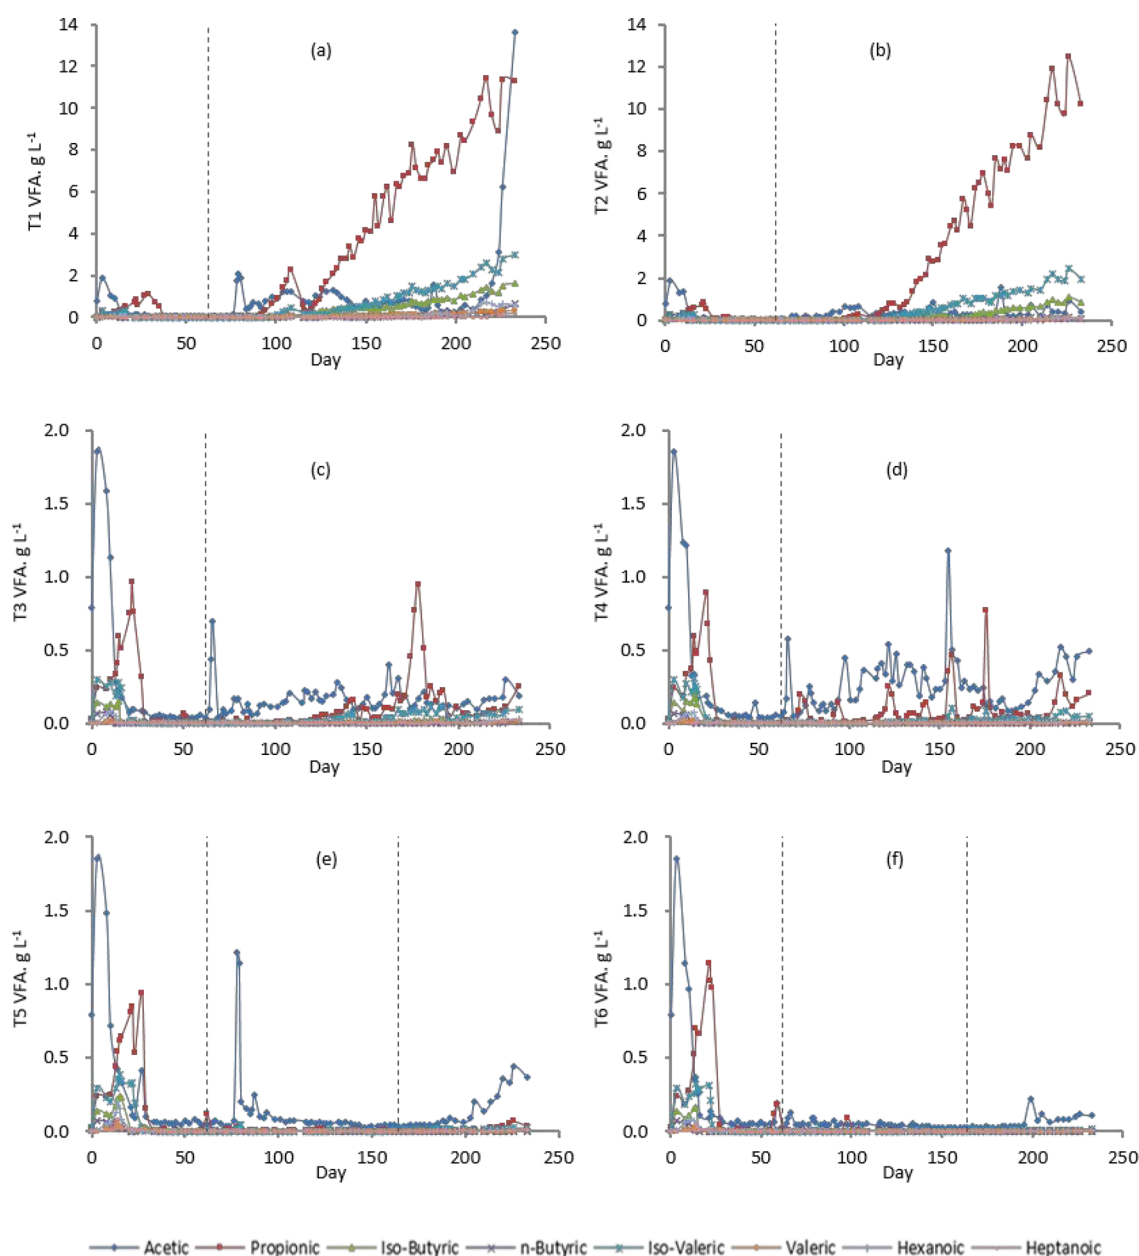 (a)
T1 VFA. g L⁻¹
14
12
10
8
6
4
2
0
0 50 100 150 200 250
Day
(b)
T2 VFA. g L⁻¹
14
12
10
8
6
4
2
0
0 50 100 150 200 250
Day
(c)
T3 VFA. g L⁻¹
2.0
1.5
1.0
0.5
0.0
0 50 100 150 200 250
Day
(d)
T4 VFA. g L⁻¹
2.0
1.5
1.0
0.5
0.0
0 50 100 150 200 250
Day
(e)
T5 VFA. g L⁻¹
2.0
1.5
1.0
0.5
0.0
0 50 100 150 200 250
Day
(f)
T6 VFA. g L⁻¹
2.0
1.5
1.0
0.5
0.0
0 50 100 150 200 250
Day
Acetic Propionic Iso-Butyric n-Butyric Iso-Valeric Valeric Hexanoic Heptanoic